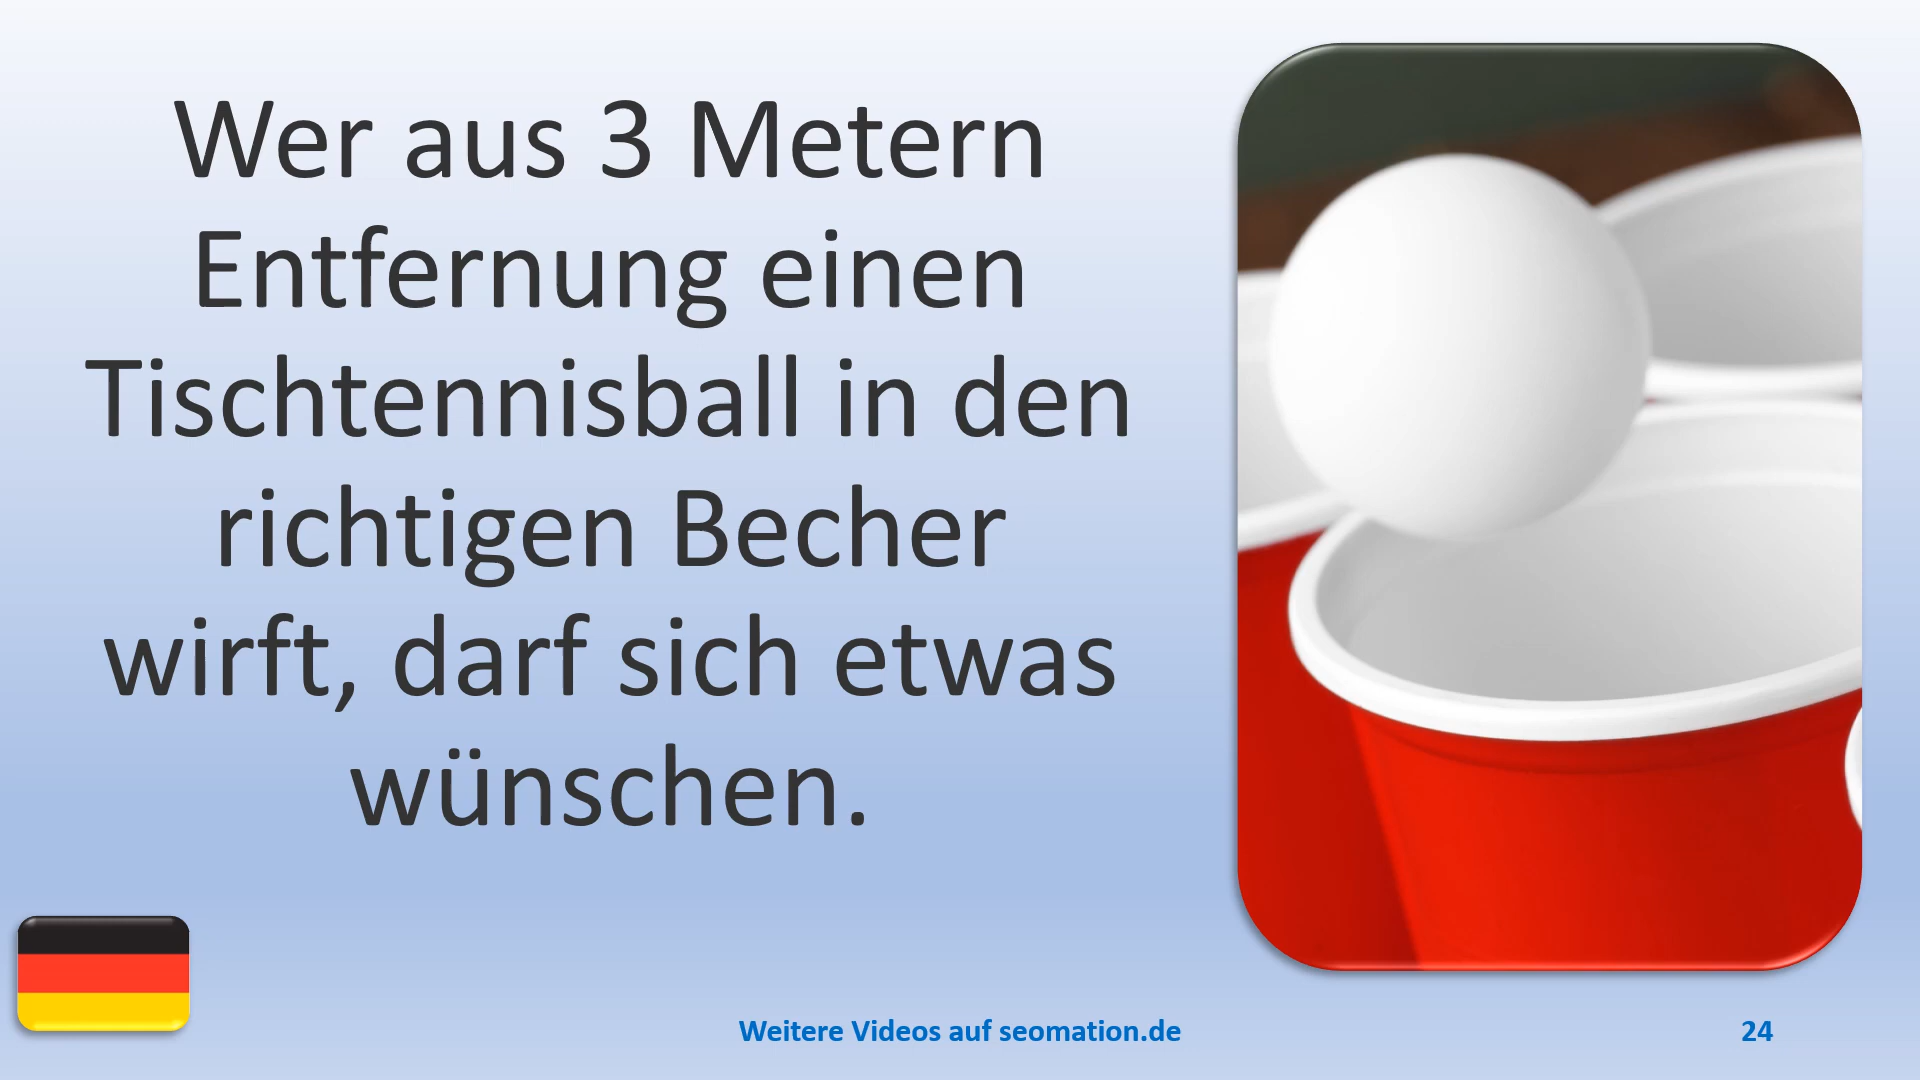 Wer aus 3 Metern
Entfernung einen
Tischtennisball in den
richtigen Becher
wirft, darf sich etwas
wünschen.
Weitere Videos auf seomation.de
24